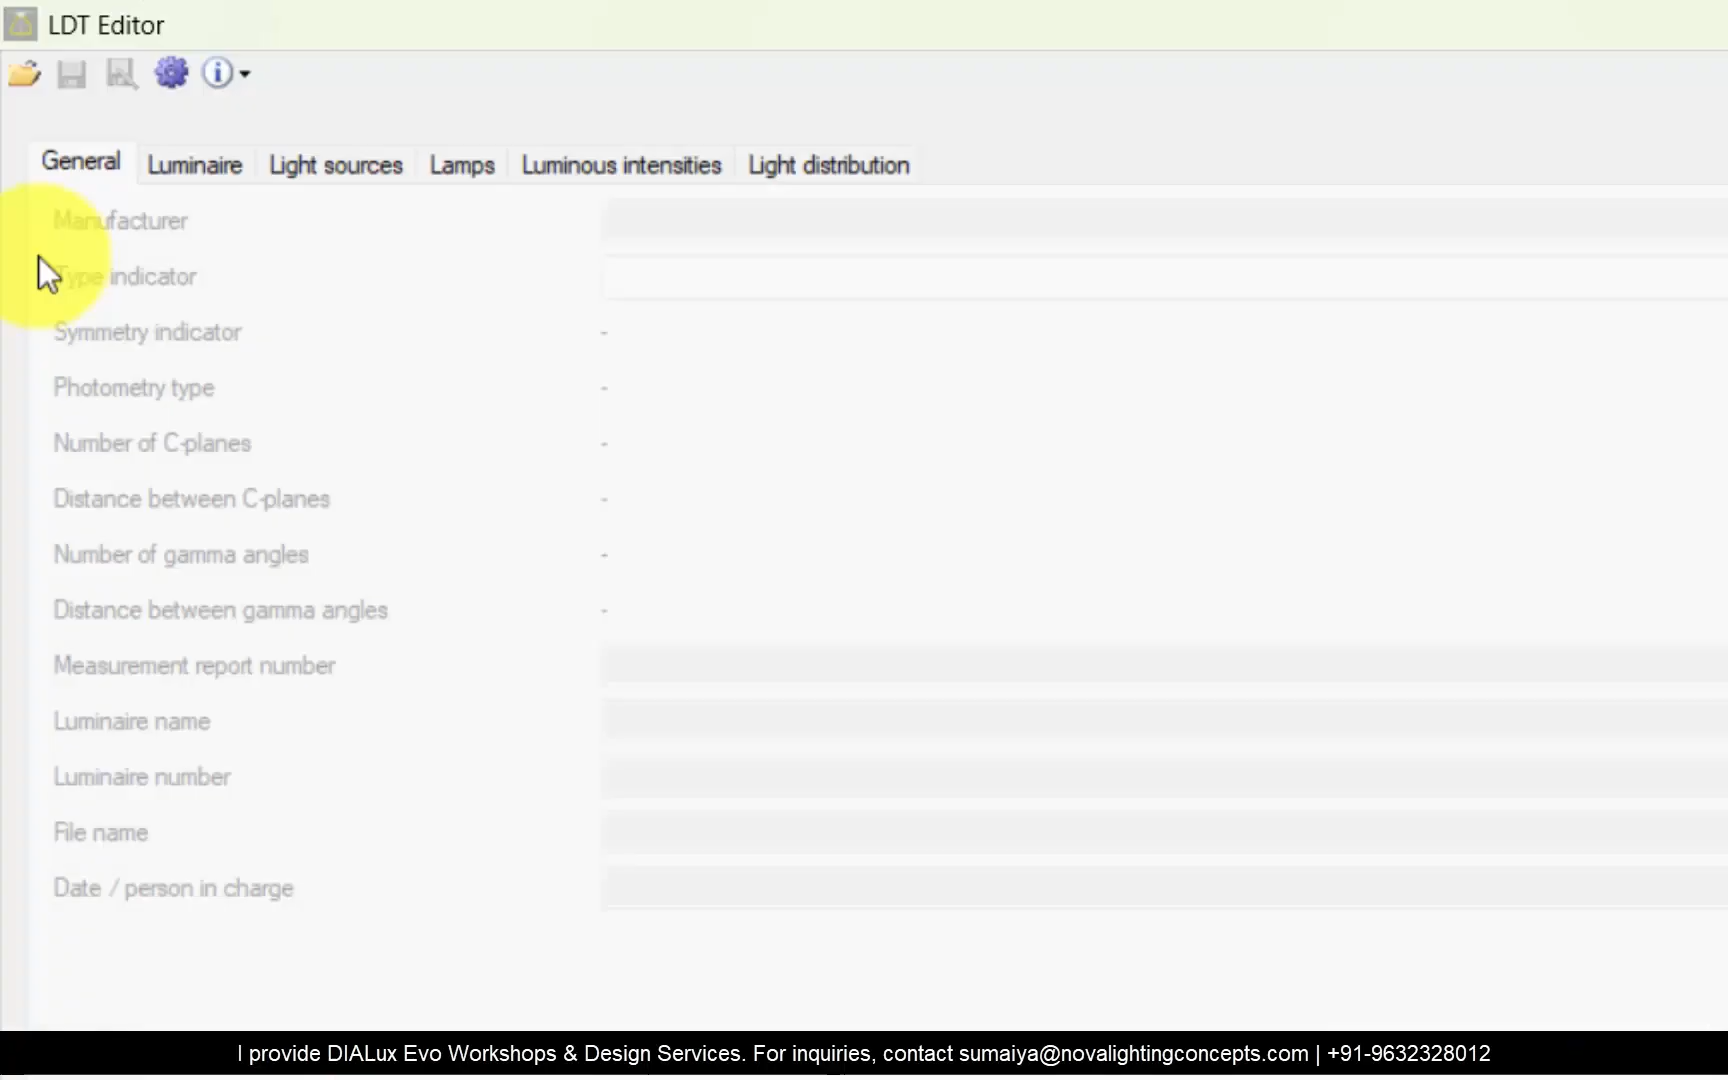 LDT Editor
General Luminaire Light sources Lamps Luminous intensities Light distribution
Manufacturer
Type indicator
Symmetry indicator -
Photometry type -
Number of C-planes -
Distance between C-planes -
Number of gamma angles -
Distance between gamma angles -
Measurement report number
Luminaire name
Luminaire number
File name
Date / person in charge
I provide DIALux Evo Workshops & Design Services. For inquiries, contact sumaiya@novalightingconcepts.com | +91-9632328012